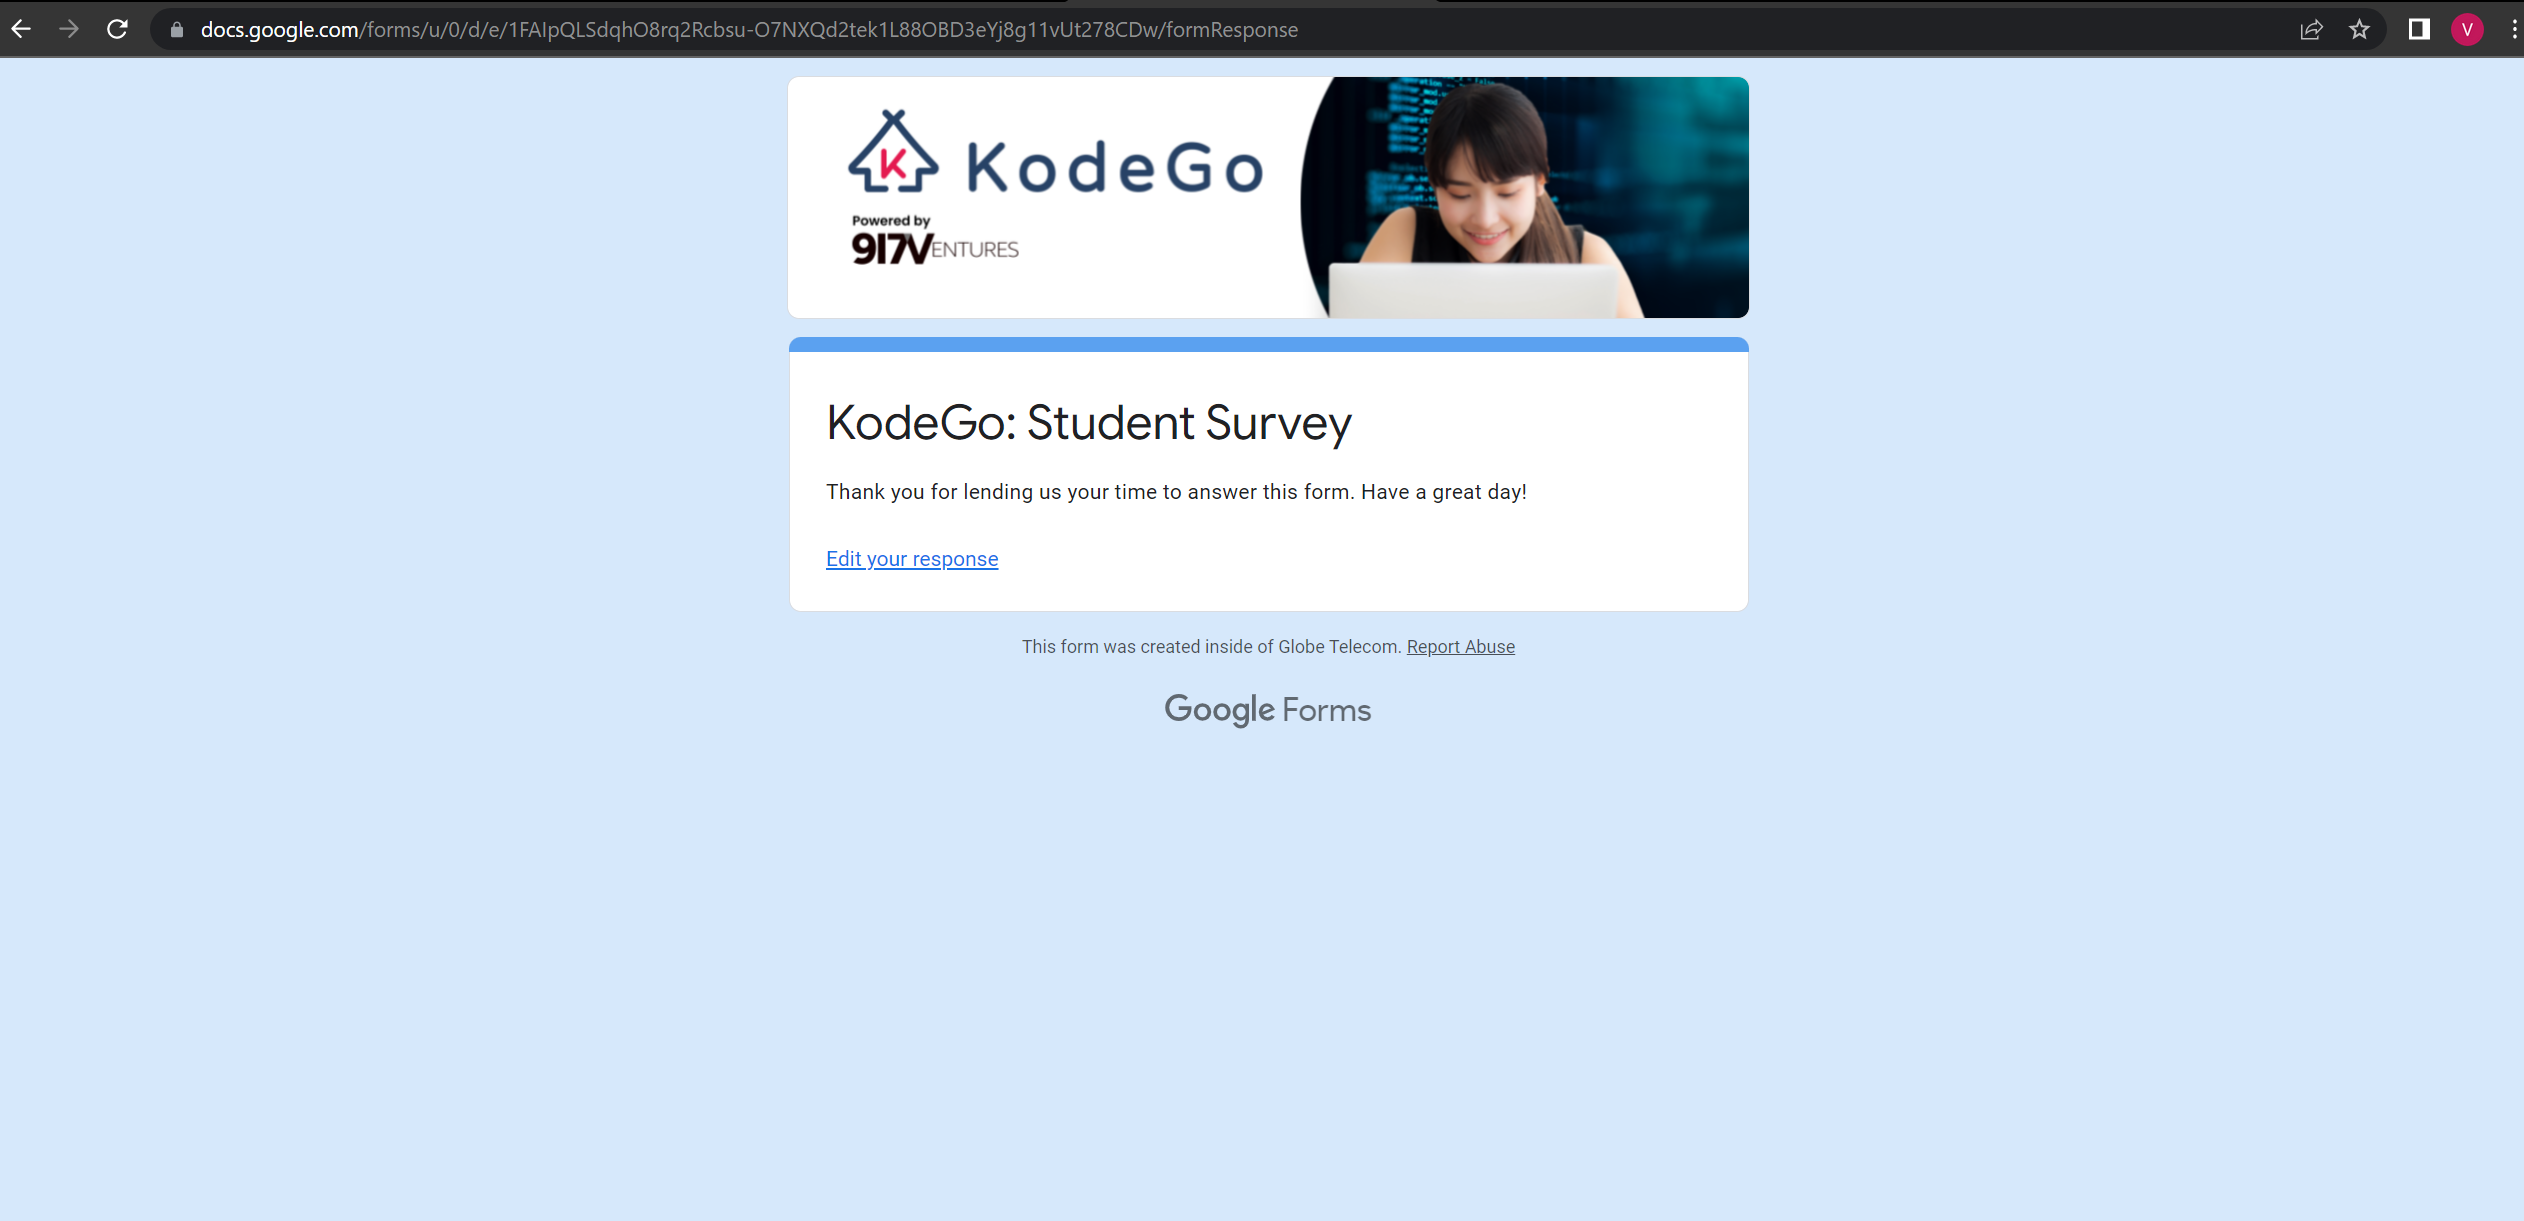 docs.google.com/forms/u/0/d/e/1FAIpQLSdqhO8rq2Rcbsu-O7NXQd2tek1L88OBD3eYj8g11vUt278CDw/formResponse
V
K
KodeGo
Powered by
917VENTURES
KodeGo: Student Survey
Thank you for lending us your time to answer this form. Have a great day!
Edit your response
This form was created inside of Globe Telecom. Report Abuse
Google Forms